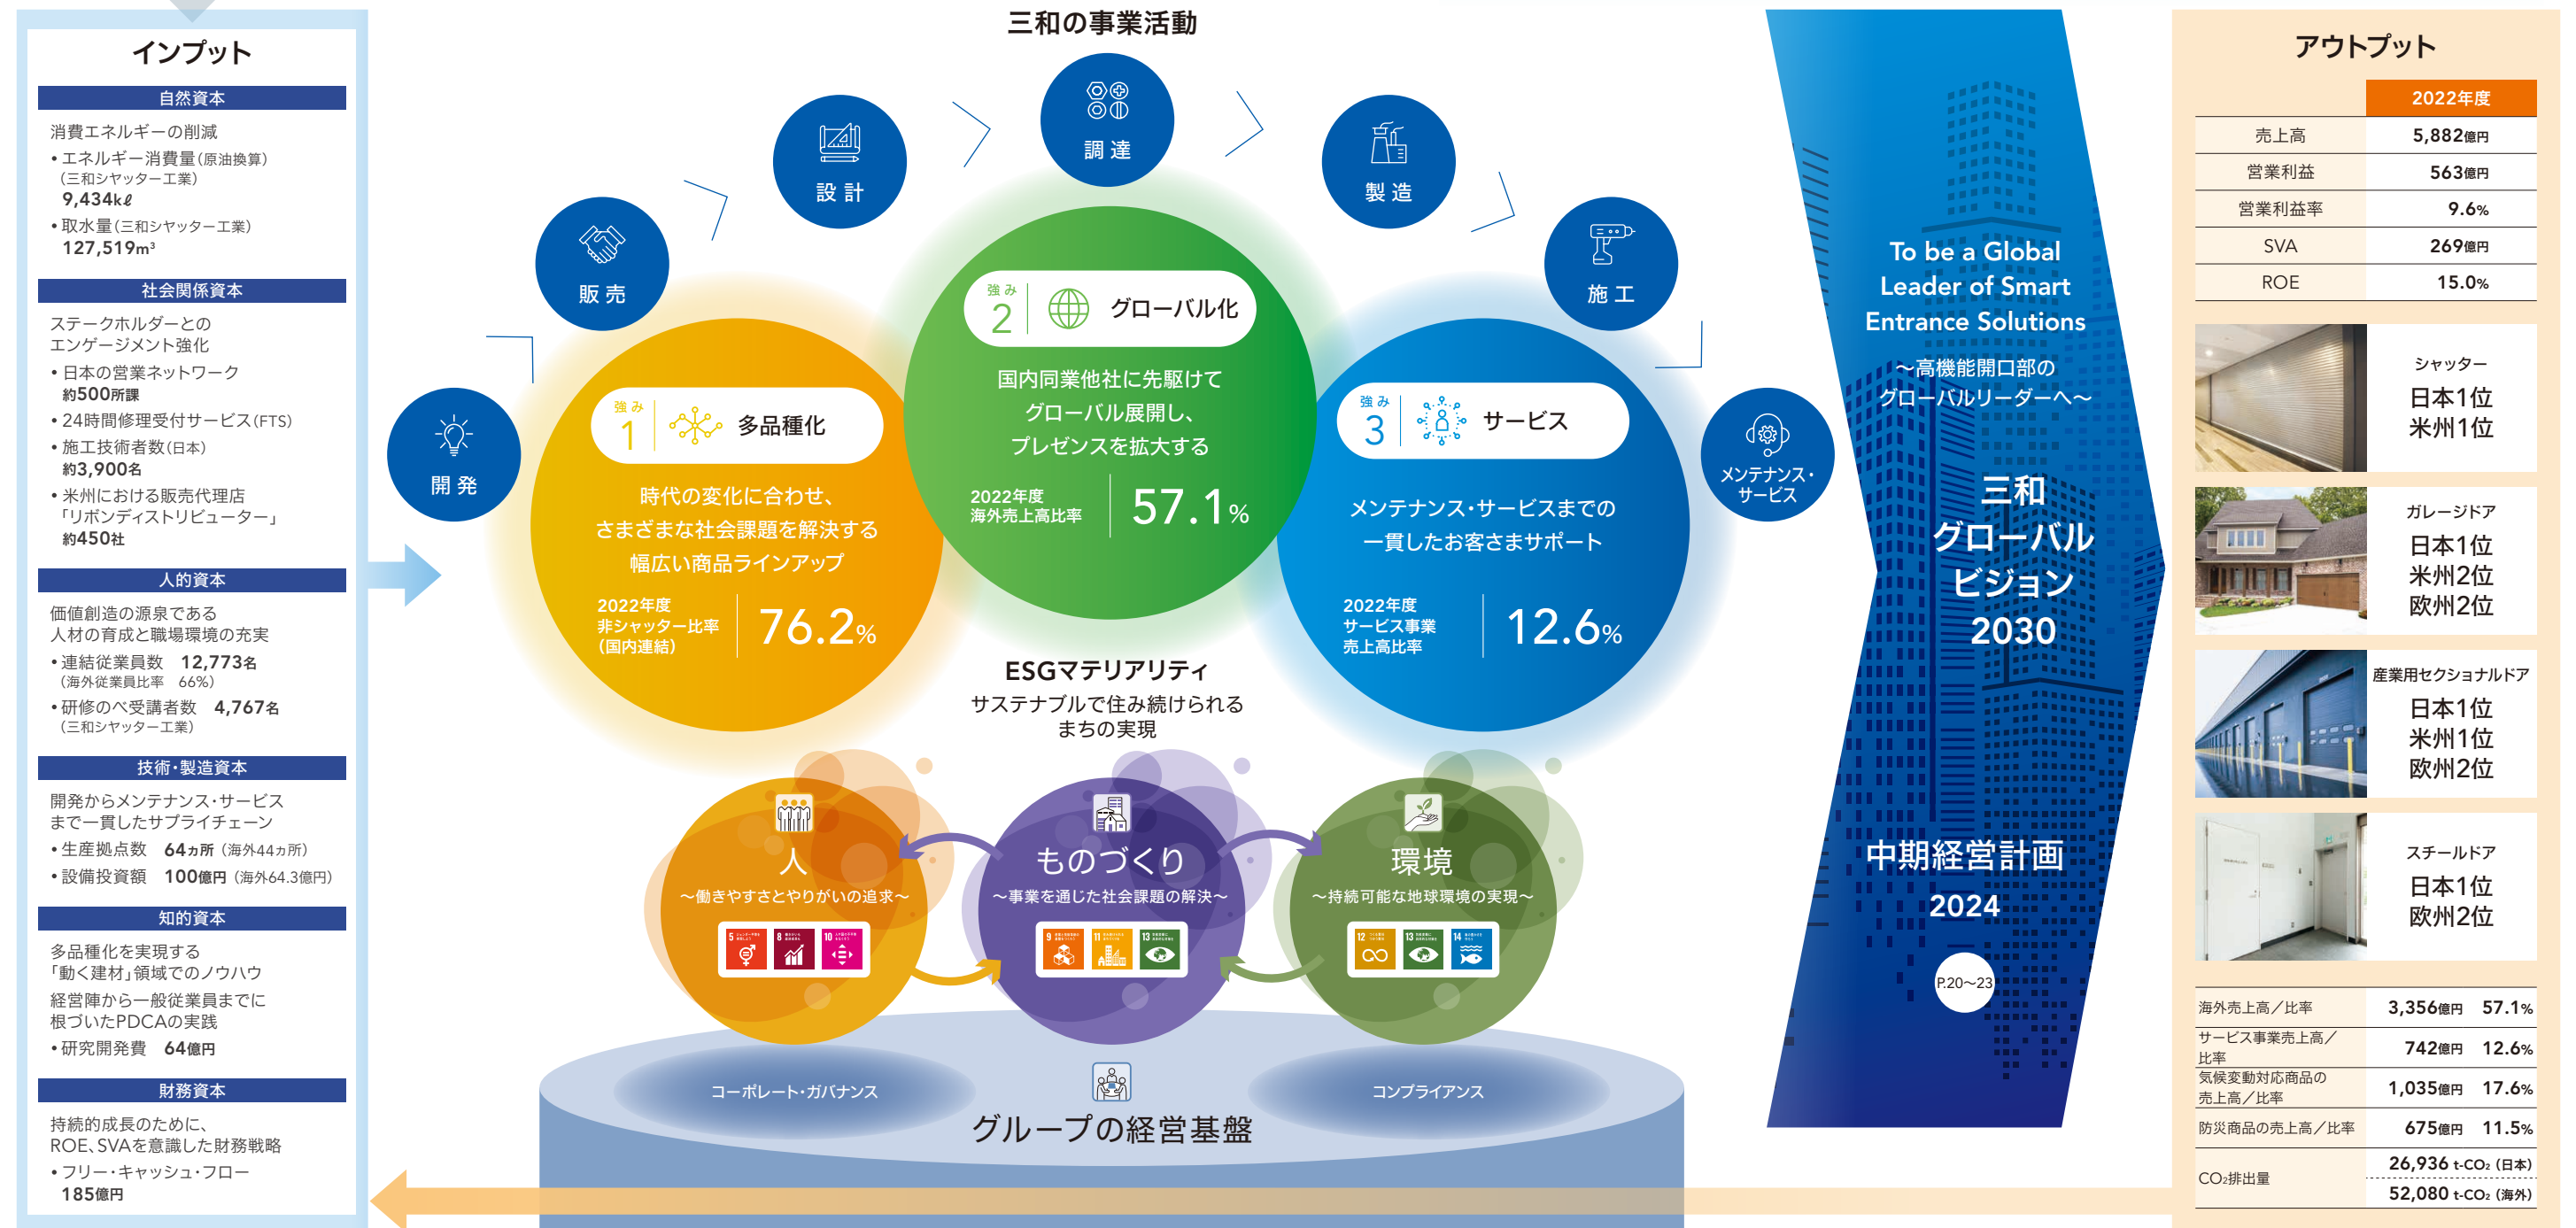 インプット
自然資本
消費エネルギーの削減
• エネルギー消費量（原油換算）
（三和シヤッター工業）
9,434kℓ
• 取水量（三和シヤッター工業）
127,519m³
社会関係資本
ステークホルダーとの
エンゲージメント強化
• 日本の営業ネットワーク
約500所課
• 24時間修理受付サービス（FTS）
• 施工技術者数（日本）
約3,900名
• 米州における販売代理店
「リボンディストリビューター」
約450社
人的資本
価値創造の源泉である
人材の育成と職場環境の充実
• 連結従業員数　12,773名
（海外従業員比率　66%）
• 研修のべ受講者数　4,767名
（三和シヤッター工業）
技術・製造資本
開発からメンテナンス・サービス
まで一貫したサプライチェーン
• 生産拠点数　64ヵ所（海外44ヵ所）
• 設備投資額　100億円（海外64.3億円）
知的資本
多品種化を実現する
「動く建材」領域でのノウハウ
経営陣から一般従業員までに
根づいたPDCAの実践
• 研究開発費　64億円
財務資本
持続的成長のために、
ROE、SVAを意識した財務戦略
• フリー・キャッシュ・フロー
185億円
三和の事業活動
開発
販売
設計
調達
製造
施工
メンテナンス・
サービス
強み
1
多品種化
時代の変化に合わせ、
さまざまな社会課題を解決する
幅広い商品ラインアップ
2022年度
非シャッター比率
（国内連結）
76.2%
強み
2
グローバル化
国内同業他社に先駆けて
グローバル展開し、
プレゼンスを拡大する
2022年度
海外売上高比率
57.1%
強み
3
サービス
メンテナンス・サービスまでの
一貫したお客さまサポート
2022年度
サービス事業
売上高比率
12.6%
ESGマテリアリティ
サステナブルで住み続けられる
まちの実現
人
〜働きやすさとやりがいの追求〜
5
8
10
ものづくり
〜事業を通じた社会課題の解決〜
9
11
13
環境
〜持続可能な地球環境の実現〜
12
13
14
コーポレート・ガバナンス
コンプライアンス
グループの経営基盤
To be a Global
Leader of Smart
Entrance Solutions
〜高機能開口部の
グローバルリーダーへ〜
三和
グローバル
ビジョン
2030
中期経営計画
2024
P.20〜23
アウトプット
2022年度
売上高　5,882億円
営業利益　563億円
営業利益率　9.6%
SVA　269億円
ROE　15.0%
シャッター
日本1位
米州1位
ガレージドア
日本1位
米州2位
欧州2位
産業用セクショナルドア
日本1位
米州1位
欧州2位
スチールドア
日本1位
欧州2位
海外売上高／比率　3,356億円　57.1%
サービス事業売上高／
比率　742億円　12.6%
気候変動対応商品の
売上高／比率　1,035億円　17.6%
防災商品の売上高／比率　675億円　11.5%
CO₂排出量　26,936 t-CO₂（日本）
52,080 t-CO₂（海外）